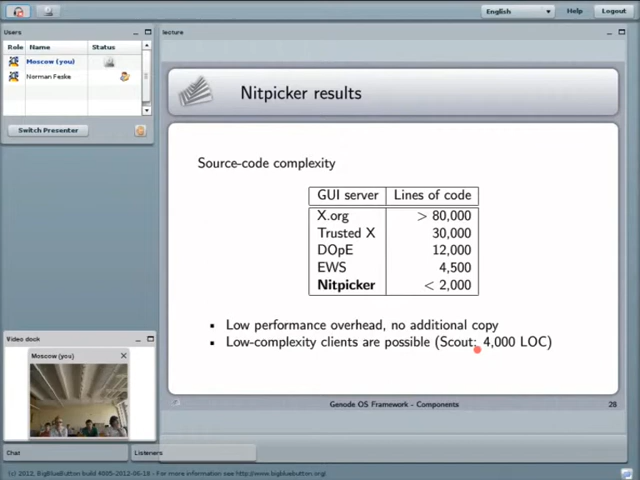 English
Help
Logout
Users
Role Name Status
Moscow (you)
Norman Feske
Switch Presenter
Video dock
Moscow (you)
Chat
Listeners
lecture
Nitpicker results
Source-code complexity
GUI server Lines of code
X.org > 80,000
Trusted X 30,000
DOpE 12,000
EWS 4,500
Nitpicker < 2,000
▪ Low performance overhead, no additional copy
▪ Low-complexity clients are possible (Scout: 4,000 LOC)
Genode OS Framework - Components 28
(c) 2012, BigBlueButton build 4005-2012-06-18 - For more information see http://www.bigbluebutton.org/